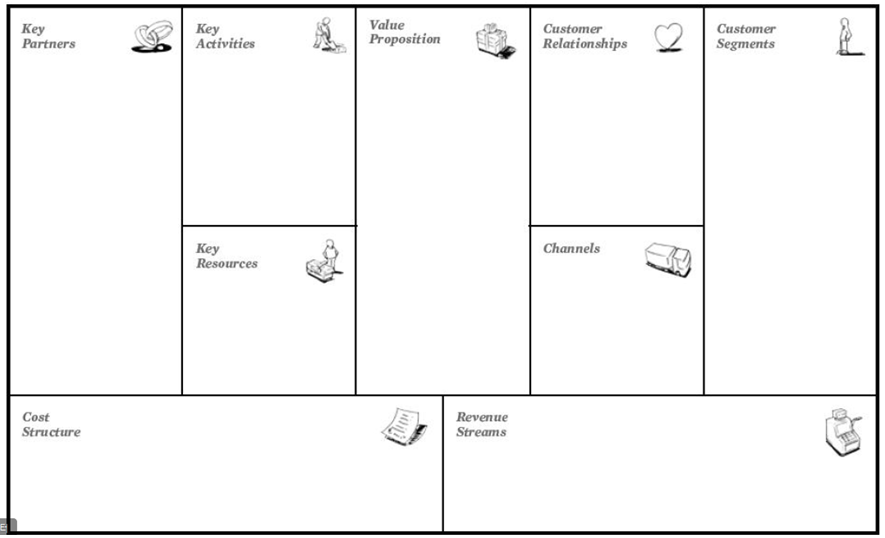 Key
Partners
Key
Activities
Value
Proposition
Customer
Relationships
Customer
Segments
Key
Resources
Channels
Cost
Structure
Revenue
Streams